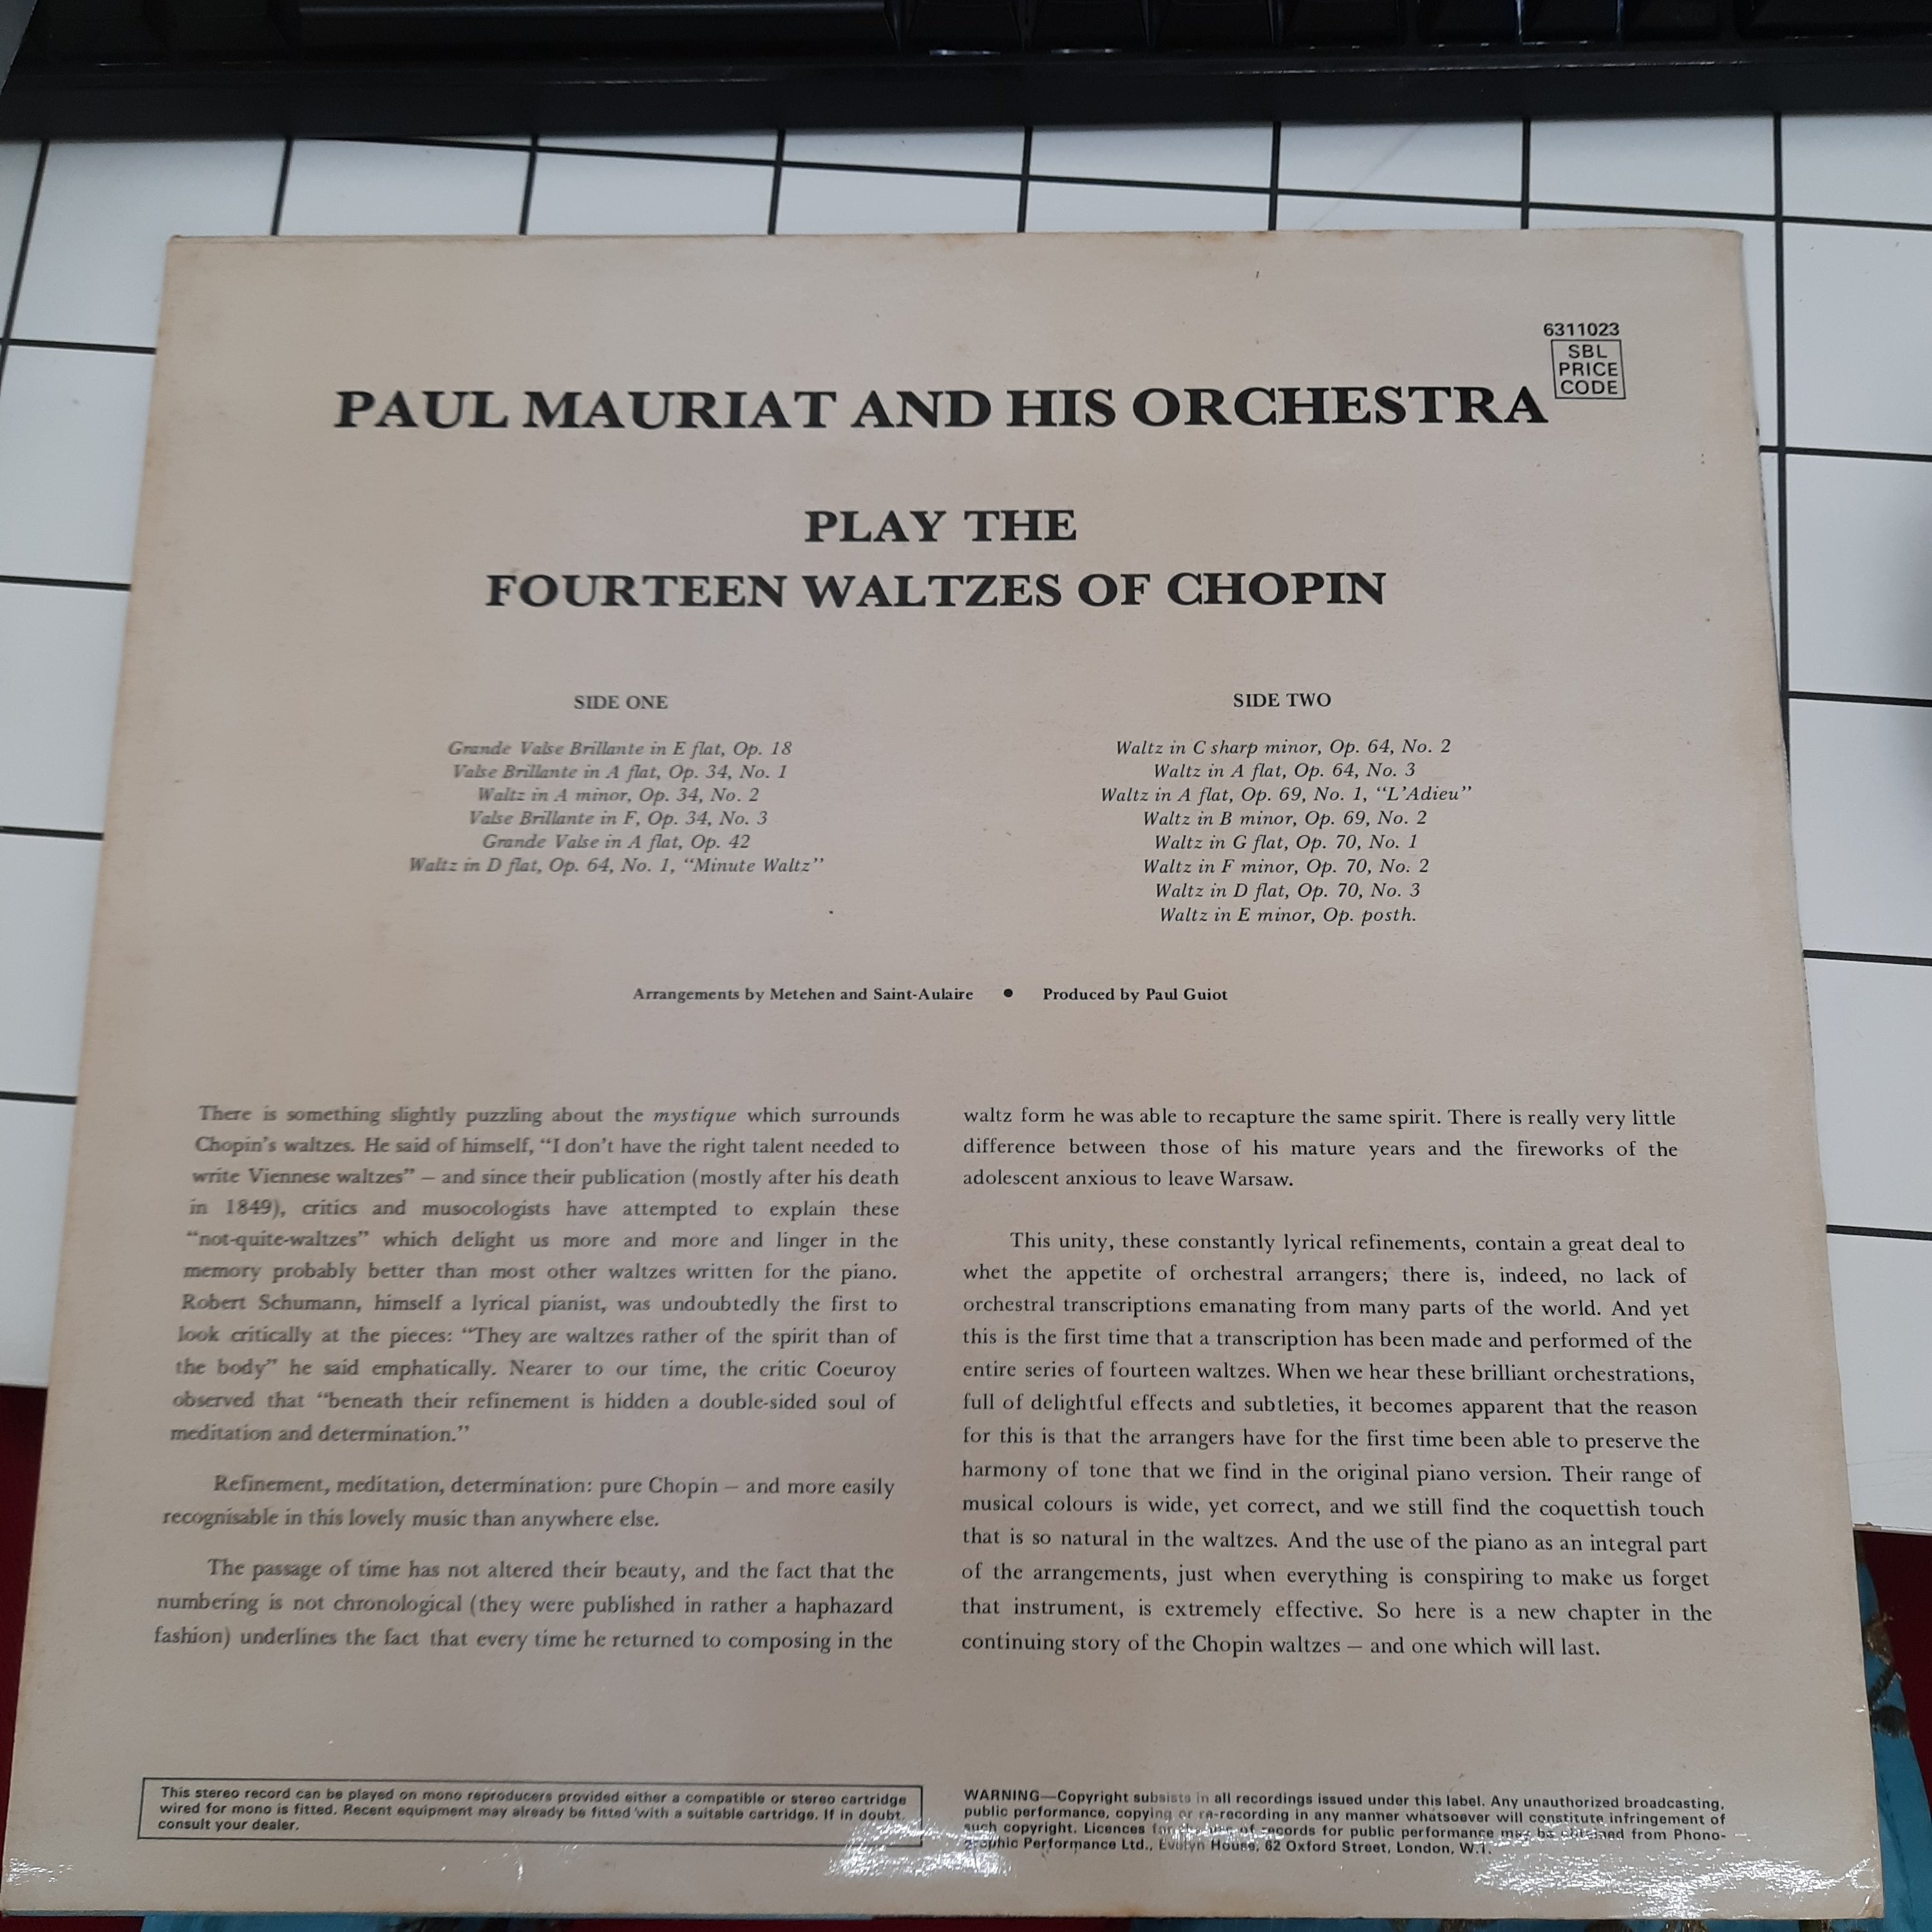 6311023
SBL
PRICE
CODE
PAUL MAURIAT AND HIS ORCHESTRA
PLAY THE
FOURTEEN WALTZES OF CHOPIN
SIDE ONE
Grande Valse Brillante in E flat, Op. 18
Valse Brillante in A flat, Op. 34, No. 1
Waltz in A minor, Op. 34, No. 2
Valse Brillante in F, Op. 34, No. 3
Grande Valse in A flat, Op. 42
Waltz in D flat, Op. 64, No. 1, “Minute Waltz”
SIDE TWO
Waltz in C sharp minor, Op. 64, No. 2
Waltz in A flat, Op. 64, No. 3
Waltz in A flat, Op. 69, No. 1, “L’Adieu”
Waltz in B minor, Op. 69, No. 2
Waltz in G flat, Op. 70, No. 1
Waltz in F minor, Op. 70, No. 2
Waltz in D flat, Op. 70, No. 3
Waltz in E minor, Op. posth.
Arrangements by Metehen and Saint-Aulaire ● Produced by Paul Guiot
There is something slightly puzzling about the mystique which surrounds
Chopin’s waltzes. He said of himself, “I don’t have the right talent needed to
write Viennese waltzes” – and since their publication (mostly after his death
in 1849), critics and musocologists have attempted to explain these
“not-quite-waltzes” which delight us more and more and linger in the
memory probably better than most other waltzes written for the piano.
Robert Schumann, himself a lyrical pianist, was undoubtedly the first to
look critically at the pieces: “They are waltzes rather of the spirit than of
the body” he said emphatically. Nearer to our time, the critic Coeuroy
observed that “beneath their refinement is hidden a double-sided soul of
meditation and determination.”
Refinement, meditation, determination: pure Chopin – and more easily
recognisable in this lovely music than anywhere else.
The passage of time has not altered their beauty, and the fact that the
numbering is not chronological (they were published in rather a haphazard
fashion) underlines the fact that every time he returned to composing in the
waltz form he was able to recapture the same spirit. There is really very little
difference between those of his mature years and the fireworks of the
adolescent anxious to leave Warsaw.
This unity, these constantly lyrical refinements, contain a great deal to
whet the appetite of orchestral arrangers; there is, indeed, no lack of
orchestral transcriptions emanating from many parts of the world. And yet
this is the first time that a transcription has been made and performed of the
entire series of fourteen waltzes. When we hear these brilliant orchestrations,
full of delightful effects and subtleties, it becomes apparent that the reason
for this is that the arrangers have for the first time been able to preserve the
harmony of tone that we find in the original piano version. Their range of
musical colours is wide, yet correct, and we still find the coquettish touch
that is so natural in the waltzes. And the use of the piano as an integral part
of the arrangements, just when everything is conspiring to make us forget
that instrument, is extremely effective. So here is a new chapter in the
continuing story of the Chopin waltzes – and one which will last.
This stereo record can be played on mono reproducers provided either a compatible or stereo cartridge
wired for mono is fitted. Recent equipment may already be fitted with a suitable cartridge. If in doubt,
consult your dealer.
WARNING—Copyright subsists in all recordings issued under this label. Any unauthorized broadcasting,
public performance, copying or re-recording in any manner whatsoever will constitute infringement of
such copyright. Licences for the use of records for public performance may be obtained from Phono-
graphic Performance Ltd., Evelyn House, 62 Oxford Street, London, W.1.